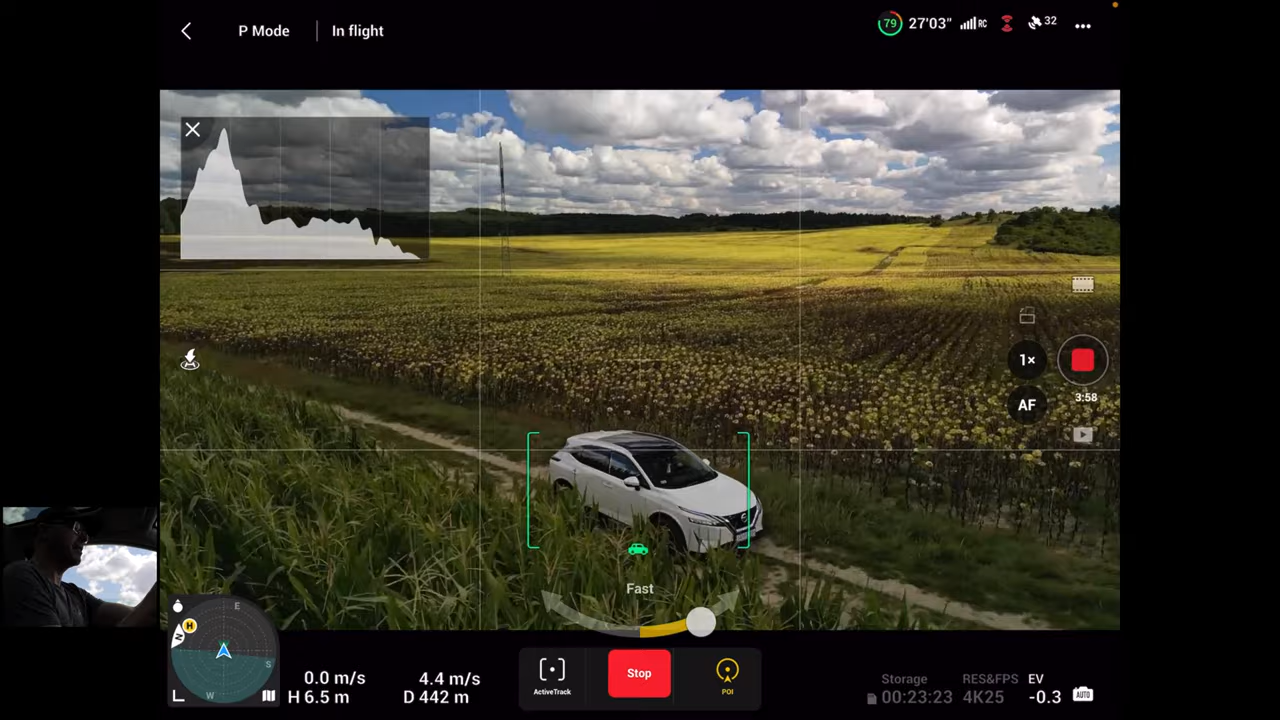 P Mode
In flight
79
27'03"
RC
32
1×
AF
3:58
Fast
E
H
N
S
W
0.0 m/s
4.4 m/s
H 6.5 m
D 442 m
ActiveTrack
Stop
POI
Storage
RES&FPS
EV
00:23:23
4K25
-0.3
AUTO